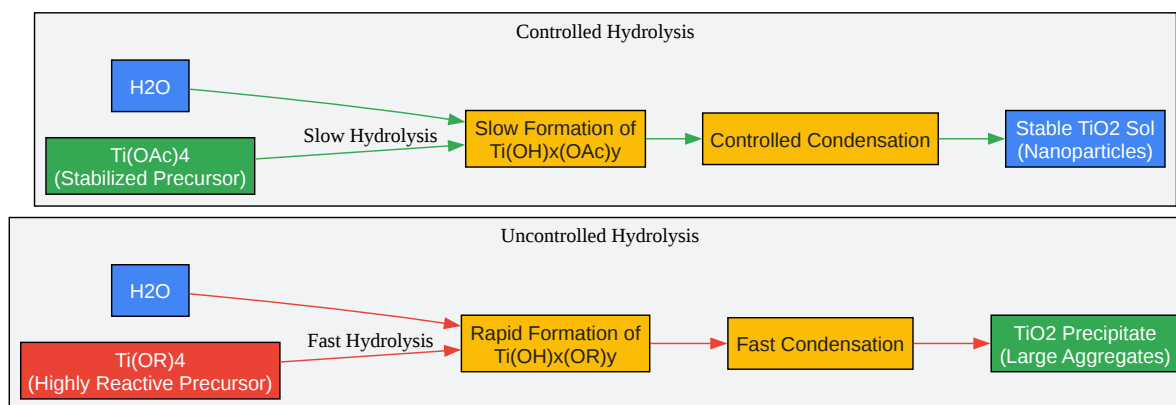 Controlled Hydrolysis
H2O
Ti(OAc)4
(Stabilized Precursor)
Slow Hydrolysis
Slow Formation of
Ti(OH)x(OAc)y
Controlled Condensation
Stable TiO2 Sol
(Nanoparticles)
Uncontrolled Hydrolysis
H2O
Ti(OR)4
(Highly Reactive Precursor)
Fast Hydrolysis
Rapid Formation of
Ti(OH)x(OR)y
Fast Condensation
TiO2 Precipitate
(Large Aggregates)